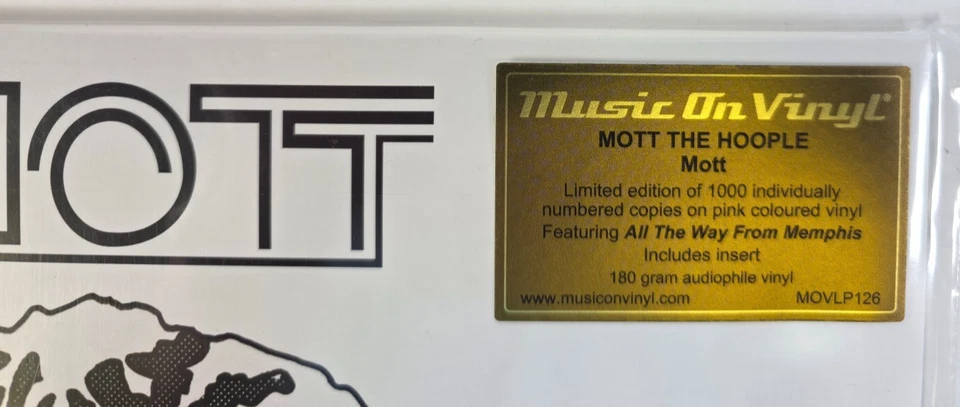 MOTT
Music On Vinyl
MOTT THE HOOPLE
Mott
Limited edition of 1000 individually
numbered copies on pink coloured vinyl
Featuring All The Way From Memphis
Includes insert
180 gram audiophile vinyl
www.musiconvinyl.com MOVLP126